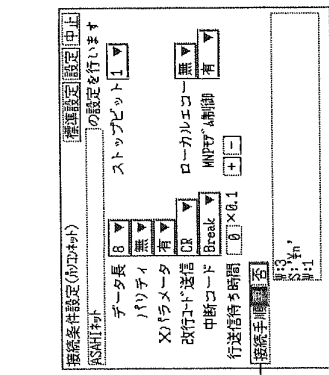 接続条件設定(パソコンネット) 標準設定 設定 中止
ASAHIネット の設定を行います
データ長 8 ▼ ストップビット 1 ▼
パリティ 無 ▼
Xパラメータ 有 ▼
改行コード送信 CR ▼ ローカルエコー 無 ▼
中断コード Break ▼ MNPモデム制御 有 ▼
行送信待ち時間 0 ×0.1 + −
接続手順 否
W:3
S:'¥n'
W:1